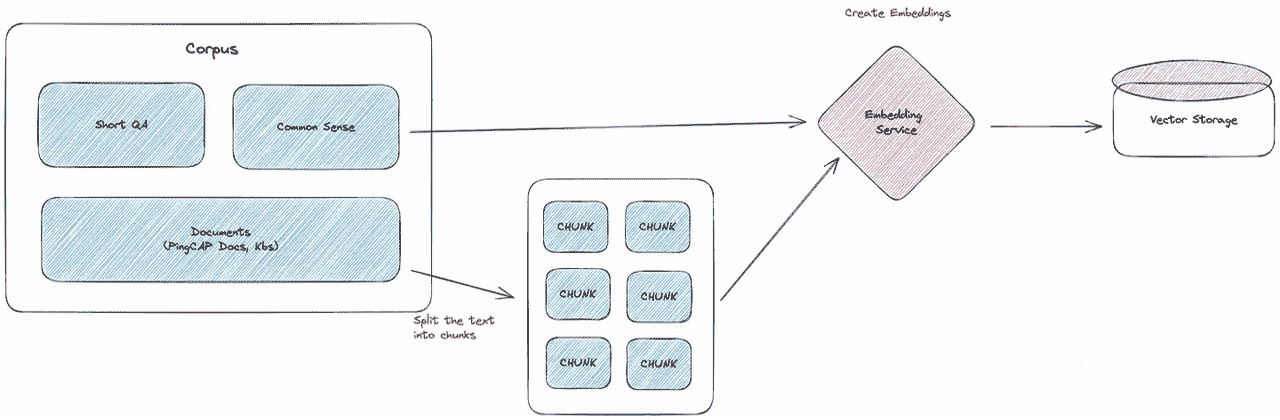 Create Embeddings
Corpus
Short QA
Common Sense
Embedding
Service
Vector Storage
Documents
(PingCAP Docs, Kbs)
Split the text
into chunks
CHUNK
CHUNK
CHUNK
CHUNK
CHUNK
CHUNK